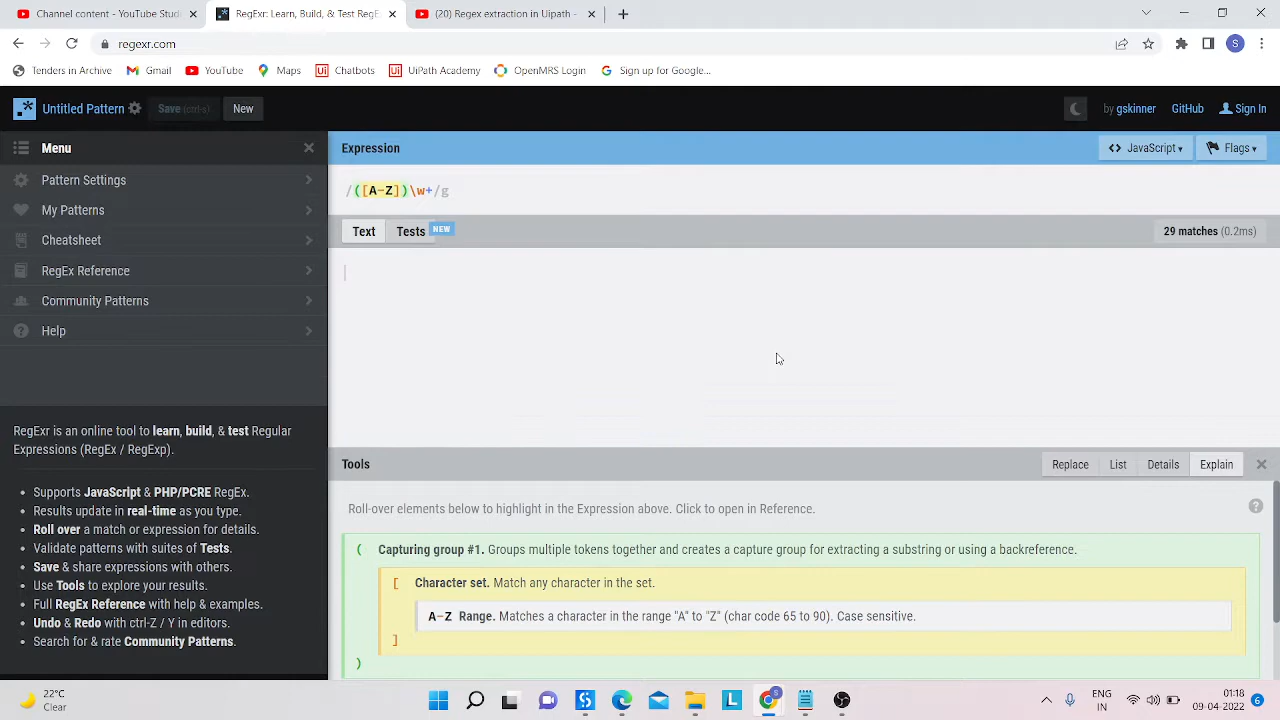 Channel content - YouTube Studi
RegExr: Learn, Build, & Test RegE
(20) Regex extraction in Uipath -
regexr.com
Tenders in Archive
Gmail
YouTube
Maps
Chatbots
UiPath Academy
OpenMRS Login
Sign up for Google...
Untitled Pattern
Save (ctrl-s)
New
by gskinner
GitHub
Sign In
Menu
Expression
JavaScript
Flags
Pattern Settings
/([A-Z])\w+/g
My Patterns
Text
Tests
NEW
29 matches (0.2ms)
Cheatsheet
RegEx Reference
Community Patterns
Help
RegExr is an online tool to learn, build, & test Regular
Expressions (RegEx / RegExp).
Supports JavaScript & PHP/PCRE RegEx.
Results update in real-time as you type.
Roll over a match or expression for details.
Validate patterns with suites of Tests.
Save & share expressions with others.
Use Tools to explore your results.
Full RegEx Reference with help & examples.
Undo & Redo with ctrl-Z / Y in editors.
Search for & rate Community Patterns.
Tools
Replace
List
Details
Explain
Roll-over elements below to highlight in the Expression above. Click to open in Reference.
( Capturing group #1. Groups multiple tokens together and creates a capture group for extracting a substring or using a backreference.
[ Character set. Match any character in the set.
A-Z Range. Matches a character in the range "A" to "Z" (char code 65 to 90). Case sensitive.
]
)
22°C
Clear
ENG
IN
01:18
09-04-2022
6